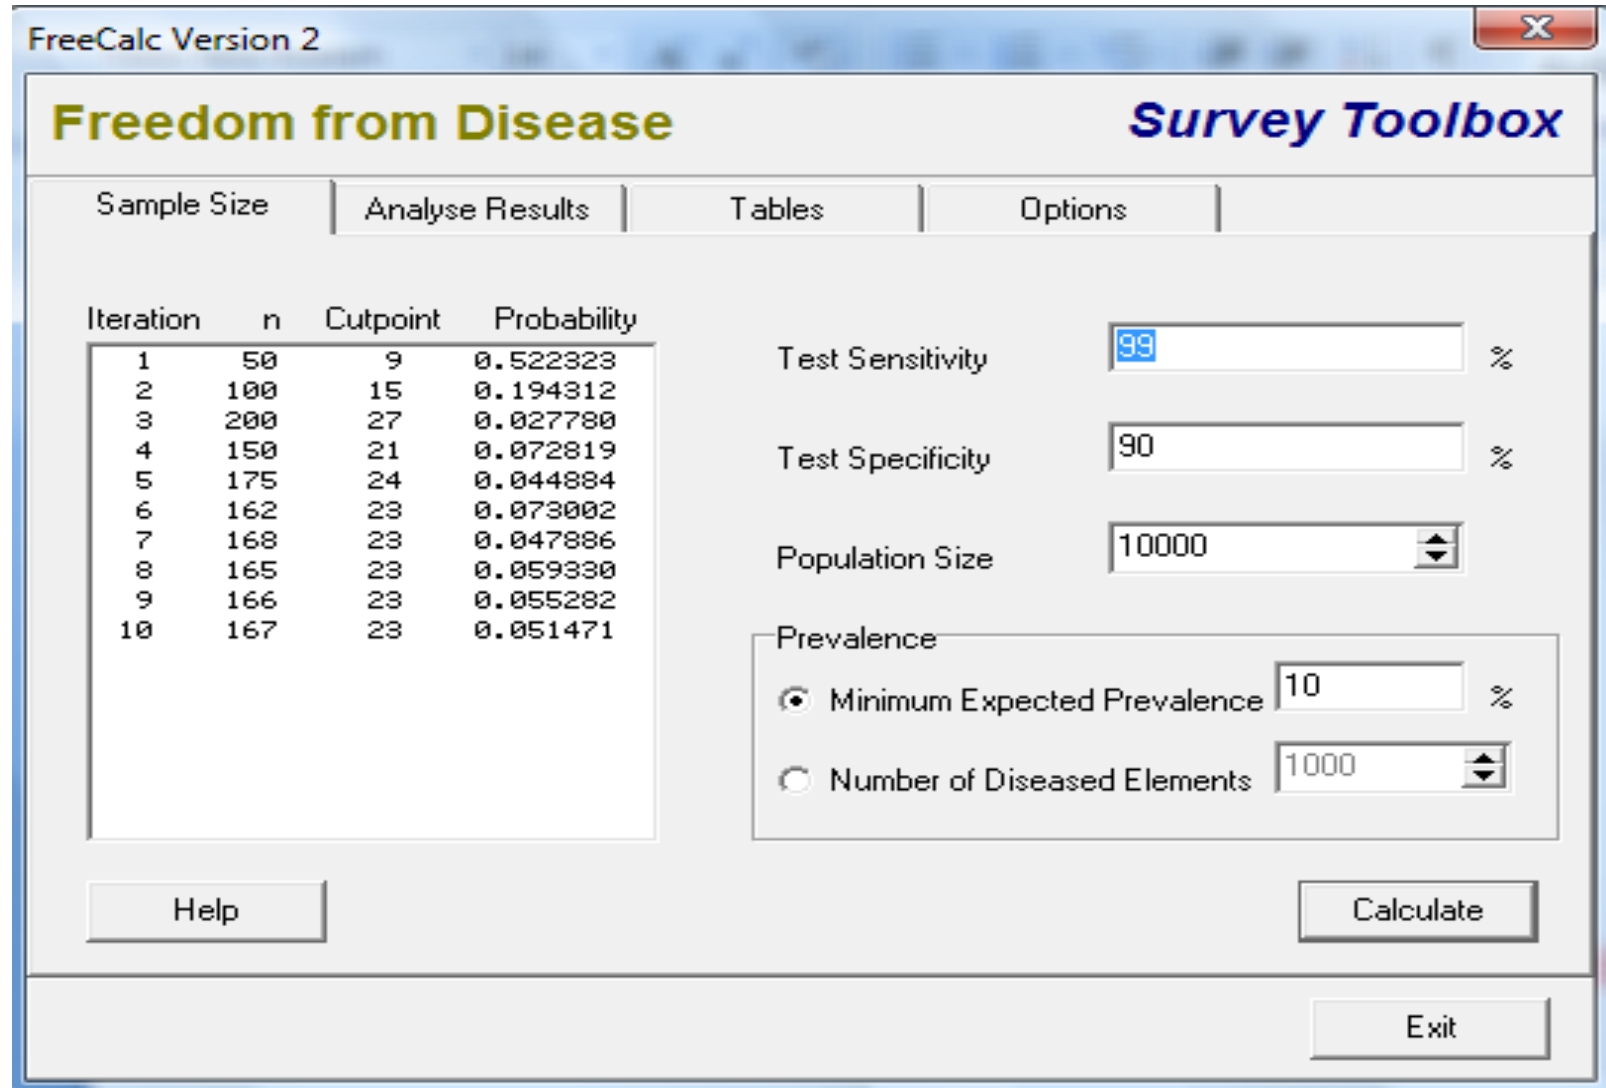 FreeCalc Version 2
Freedom from Disease
Survey Toolbox
Sample Size Analyse Results Tables Options
Iteration n Cutpoint Probability
1 50 9 0.522323
2 100 15 0.194312
3 200 27 0.027780
4 150 21 0.072819
5 175 24 0.044884
6 162 23 0.073002
7 168 23 0.047886
8 165 23 0.059330
9 166 23 0.055282
10 167 23 0.051471
Test Sensitivity 99 %
Test Specificity 90 %
Population Size 10000
Prevalence
Minimum Expected Prevalence 10 %
Number of Diseased Elements 1000
Help
Calculate
Exit